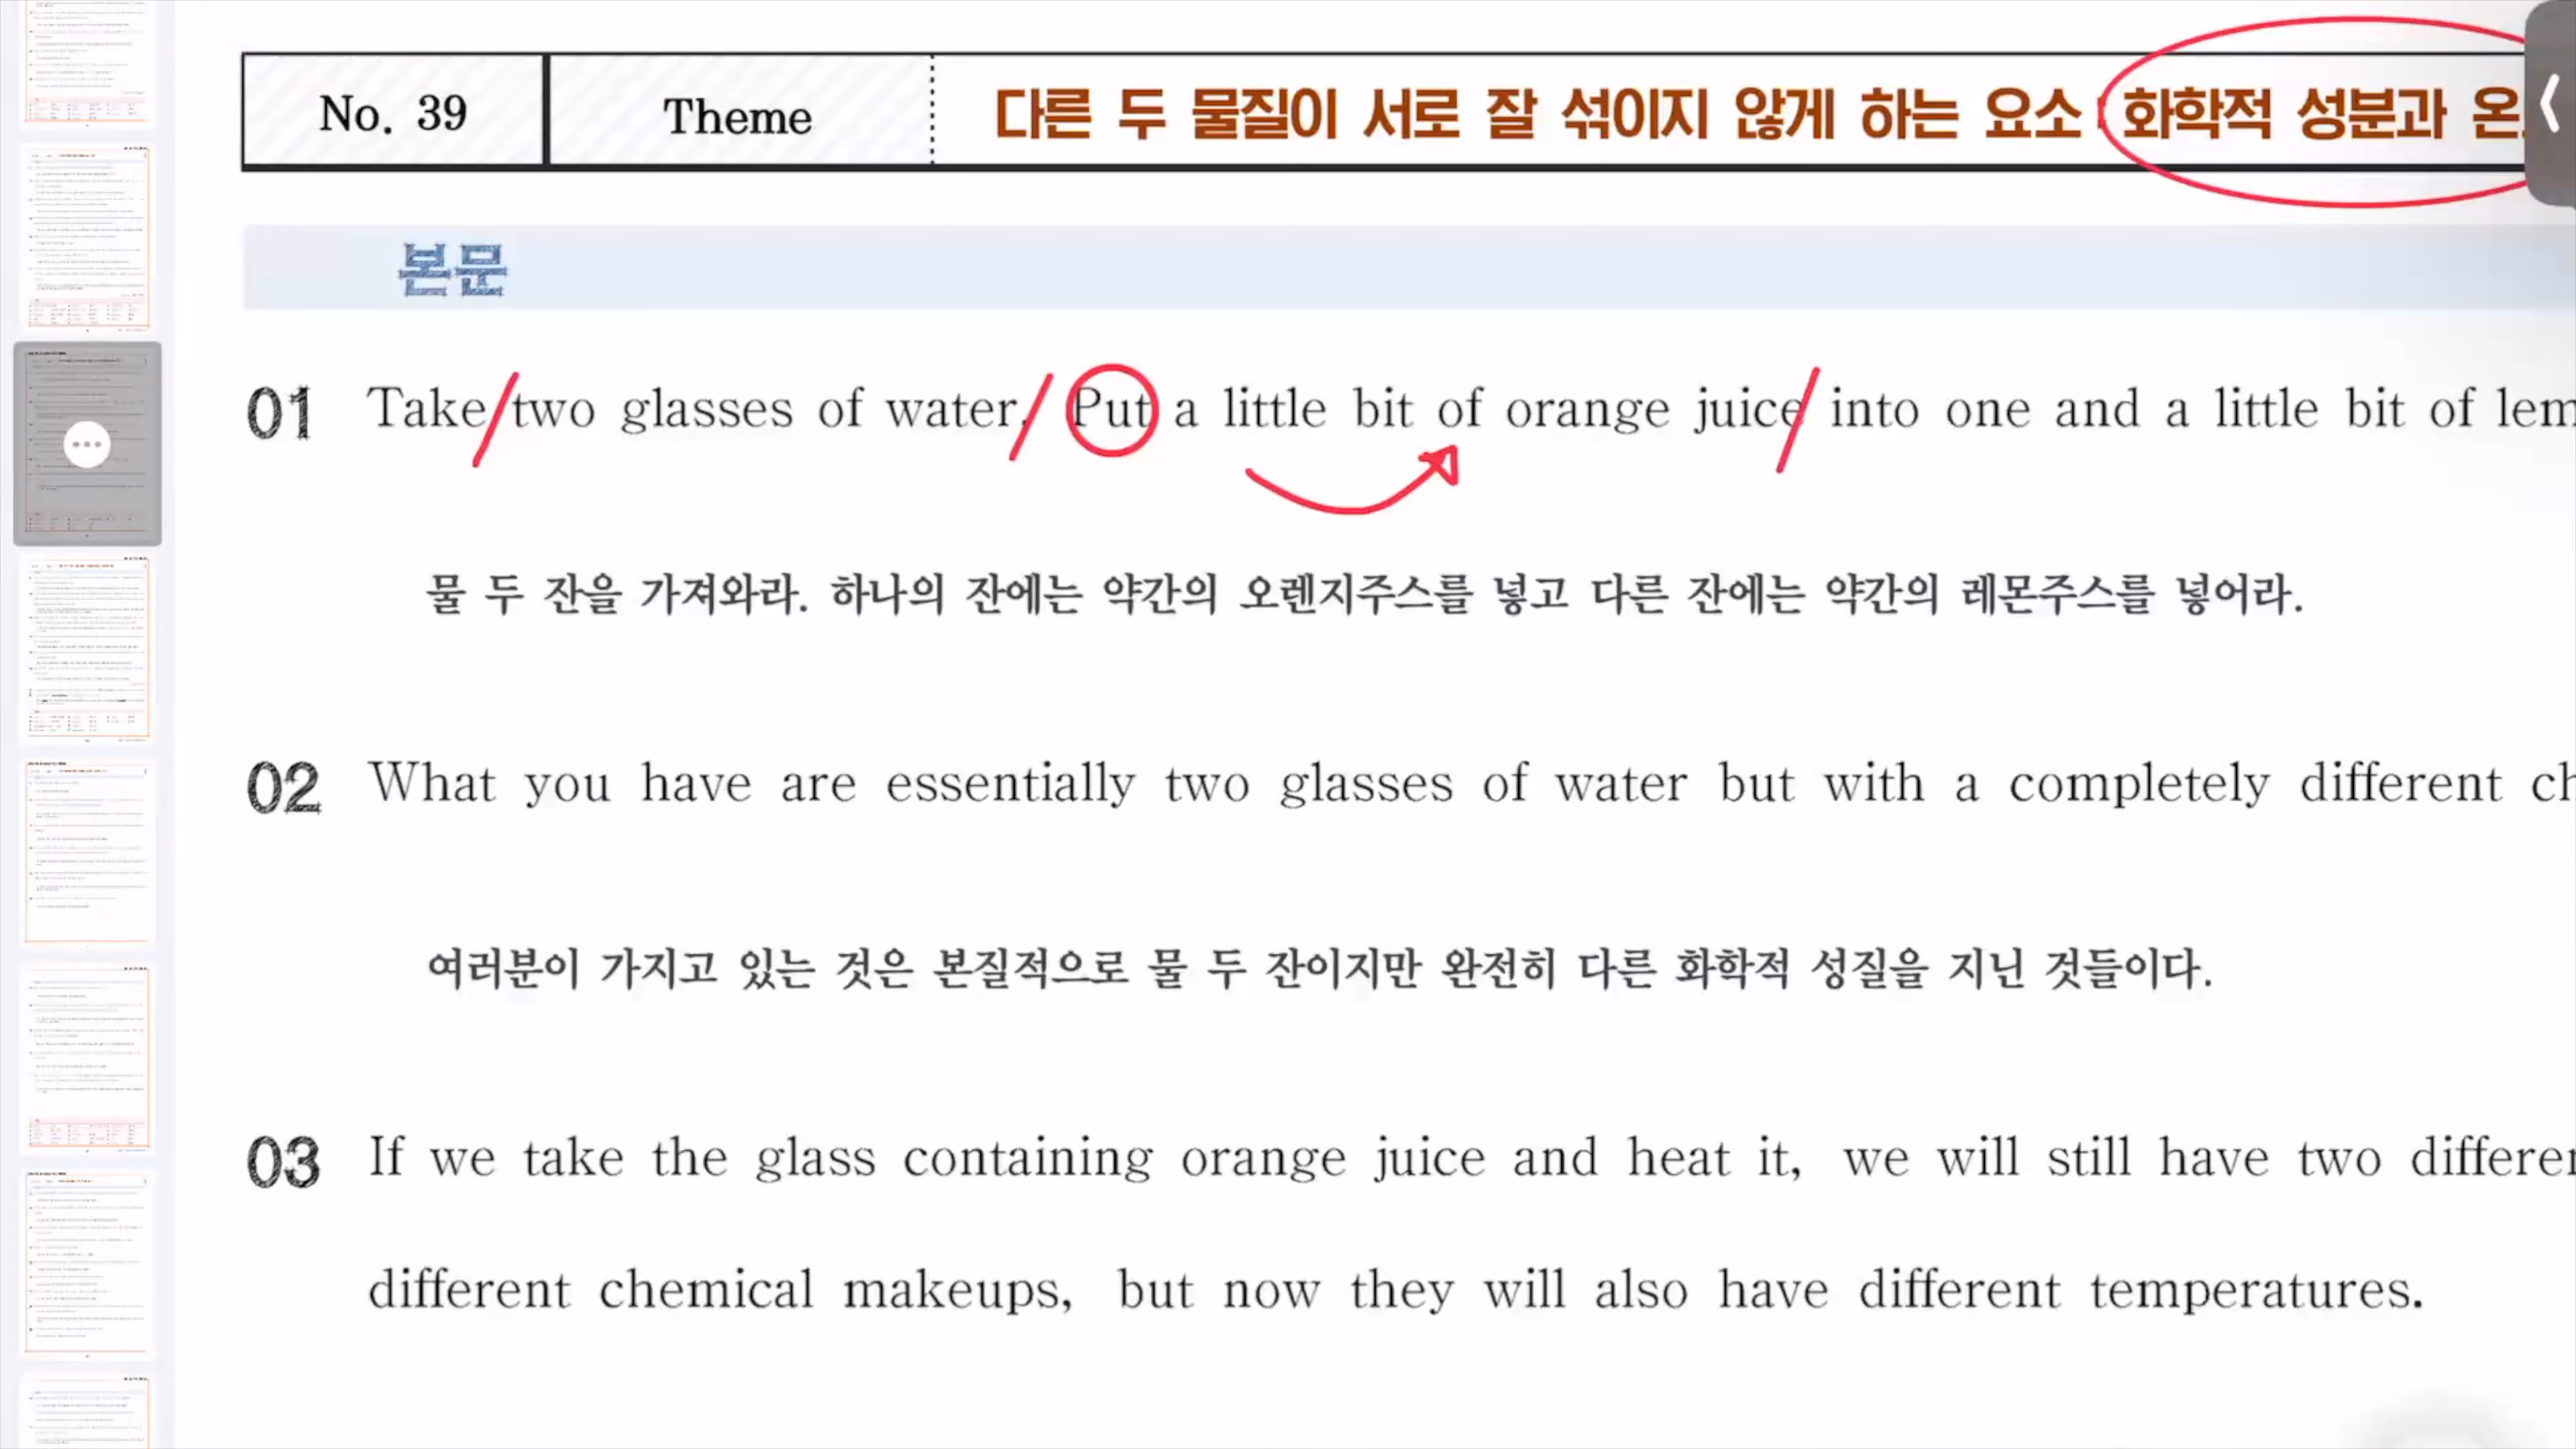 No. 39 Theme 다른 두 물질이 서로 잘 섞이지 않게 하는 요소 화학적 성분과
본문
01 Take two glasses of water. Put a little bit of orange juice into one and a little bit of
물 두 잔을 가져와라. 하나의 잔에는 약간의 오렌지주스를 넣고 다른 잔에는 약간의 레몬주스를 넣어라.
02 What you have are essentially two glasses of water but with a completely different
여러분이 가지고 있는 것은 본질적으로 물 두 잔이지만 완전히 다른 화학적 성질을 지닌 것들이다.
03 If we take the glass containing orange juice and heat it, we will still have two
different chemical makeups, but now they will also have different temperatures.